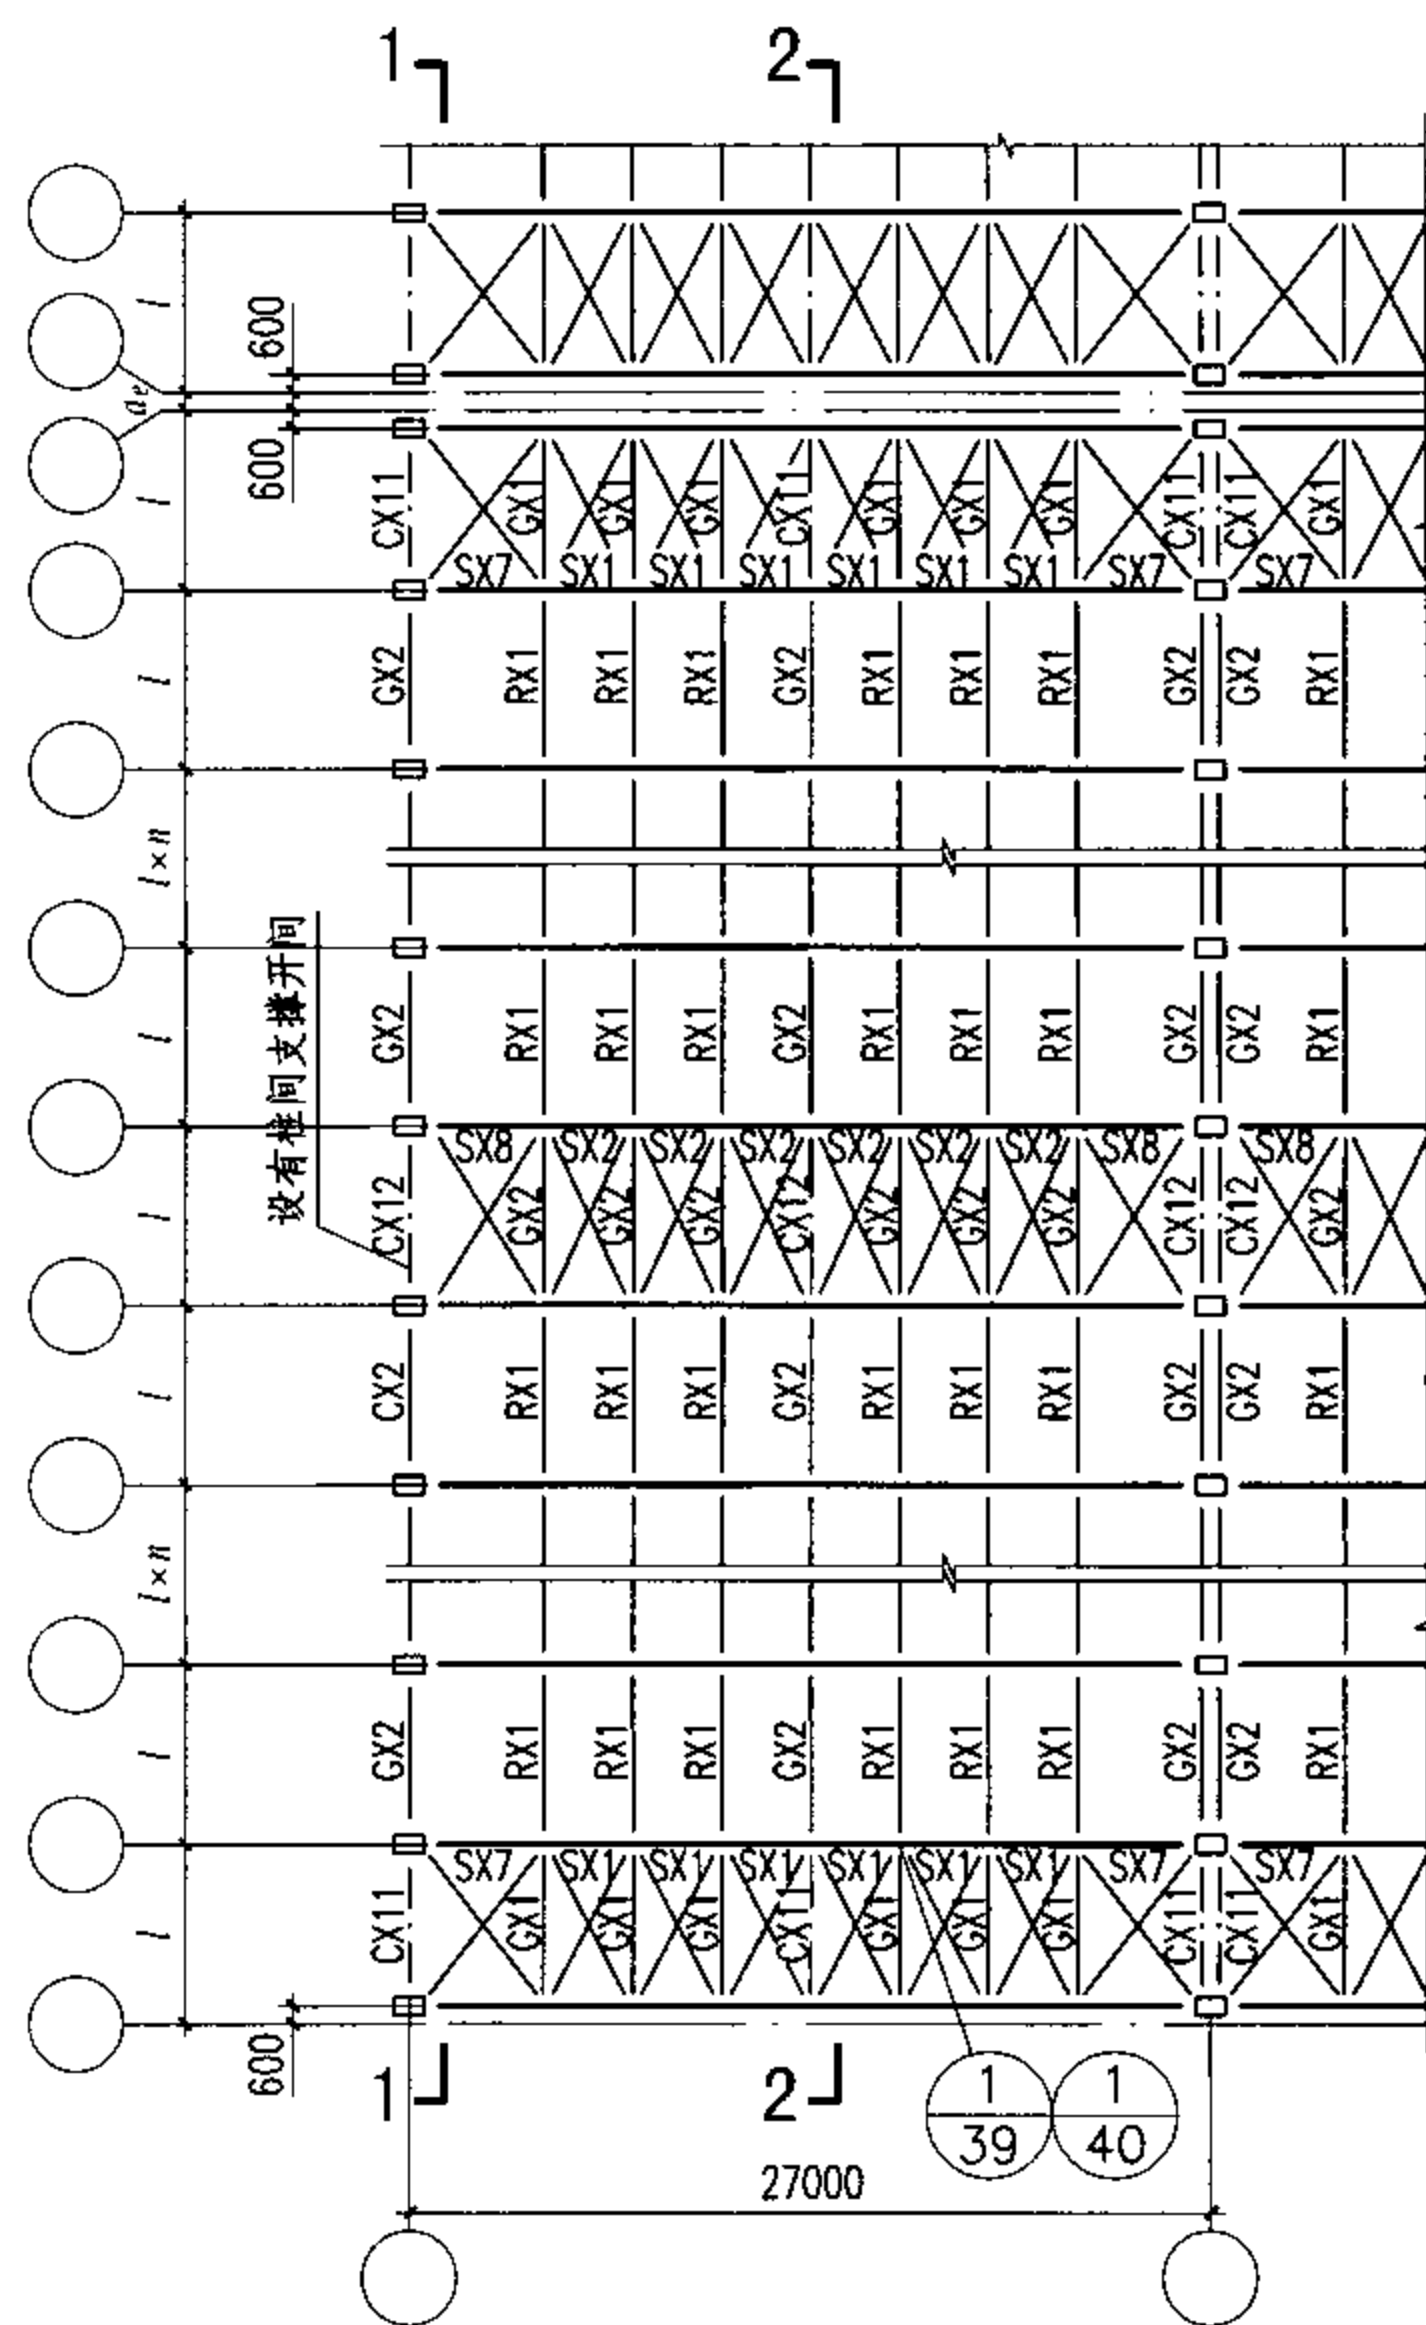 1 2
l
600
a_e
600
l
CX11 GX1 GX1 GX1 CX11 GX1 GX1 GX1 CX11 CX11 GX1
SX7 SX1 SX1 SX1 SX1 SX1 SX1 SX7 SX7
l
GX2 RX1 RX1 RX1 GX2 RX1 RX1 RX1 GX2 GX2 RX1
l×n
设有柱间支撑开间
l
GX2 RX1 RX1 RX1 GX2 RX1 RX1 RX1 GX2 GX2 RX1
SX8 SX2 SX2 SX2 SX2 SX2 SX2 SX8 SX8
l
CX12 GX2 GX2 GX2 CX12 GX2 GX2 GX2 CX12 CX12 GX2
l
CX2 RX1 RX1 RX1 GX2 RX1 RX1 RX1 GX2 GX2 RX1
l×n
l
GX2 RX1 RX1 RX1 GX2 RX1 RX1 RX1 GX2 GX2 RX1
SX7 SX1 SX1 SX1 SX1 SX1 SX1 SX7 SX7
l
CX11 GX1 GX1 GX1 CX11 GX1 GX1 GX1 CX11 CX11 GX1
600
1 2
1 1
39 40
27000